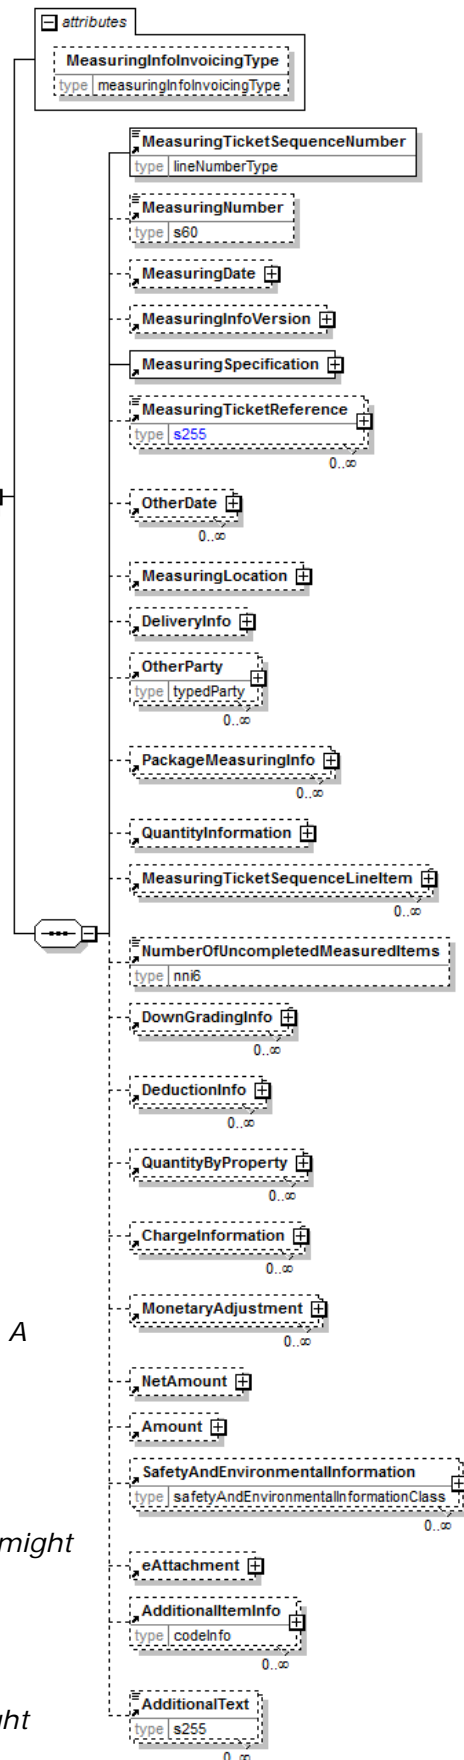 attributes
MeasuringInfoInvoicingType
type measuringInfoInvoicingType
MeasuringTicketSequenceNumber
type lineNumberType
MeasuringNumber
type s60
MeasuringDate
MeasuringInfoVersion
MeasuringSpecification
MeasuringTicketReference
type s255
0..∞
OtherDate
0..∞
MeasuringLocation
DeliveryInfo
OtherParty
type typedParty
0..∞
PackageMeasuringInfo
0..∞
QuantityInformation
MeasuringTicketSequenceLineItem
0..∞
NumberOfUncompletedMeasuredItems
type nni6
DownGradingInfo
0..∞
DeductionInfo
0..∞
QuantityByProperty
0..∞
ChargeInformation
0..∞
MonetaryAdjustment
0..∞
A
NetAmount
Amount
SafetyAndEnvironmentalInformation
type safetyAndEnvironmentalInformationClass
0..∞
might
eAttachment
AdditionalItemInfo
type codeInfo
0..∞
AdditionalText
ght
type s255
0..∞